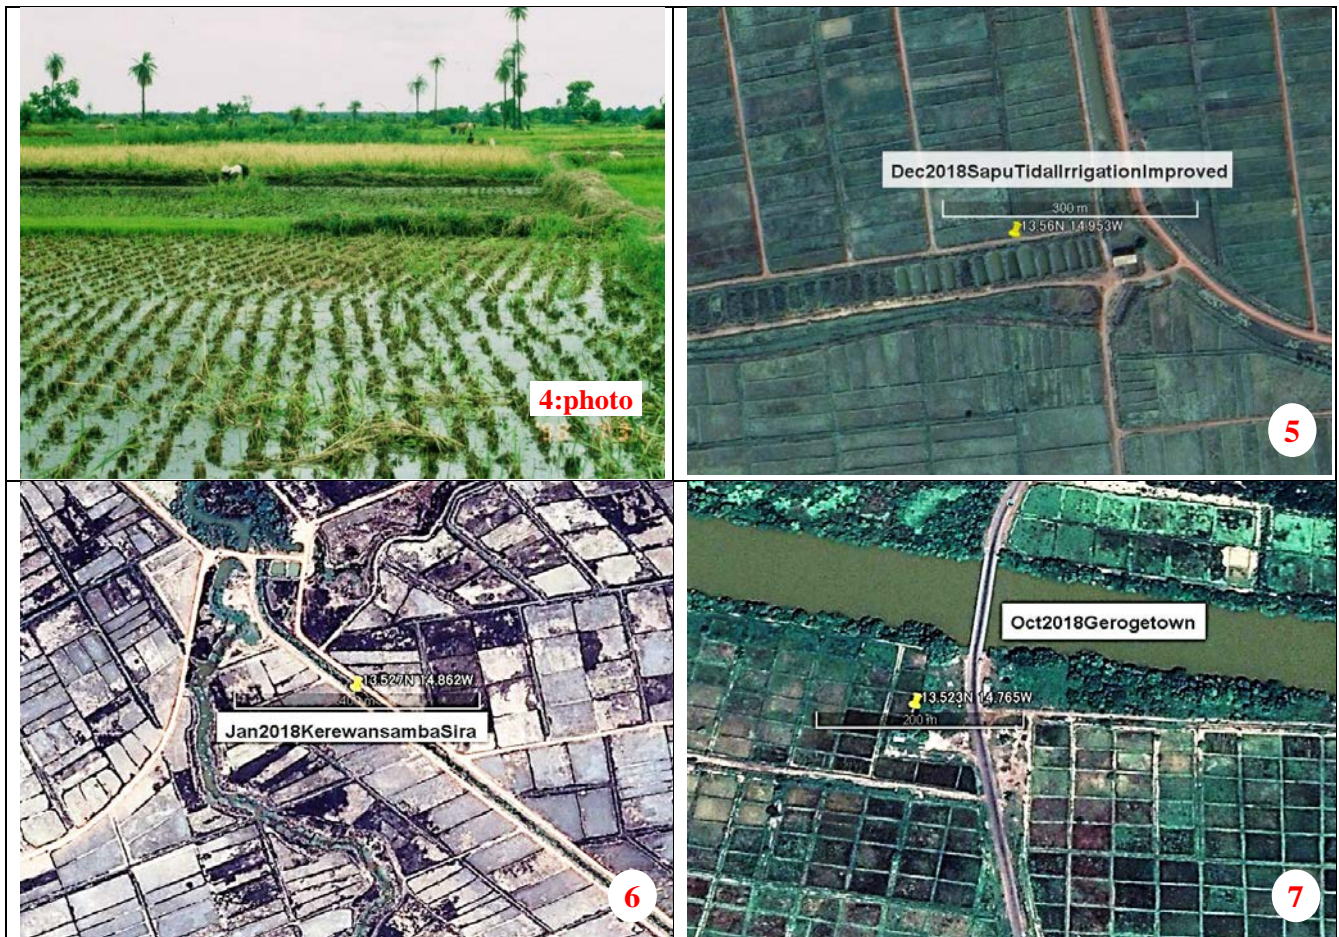 4:photo
Dec2018SapuTidalIrrigationImproved
300 m
13.56N 14.953W
5
13.527N 14.862W
400 m
Jan2018KerewansambaSira
6
Oct2018Gerogetown
13.523N 14.765W
200 m
7